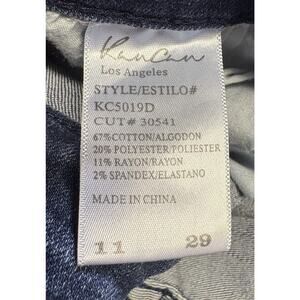 KanCan
Los Angeles
STYLE/ESTILO#
KC5019D
CUT# 30541
67%COTTON/ALGODON
20% POLYESTER/POLIESTER
11% RAYON/RAYON
2% SPANDEX/ELASTANO
MADE IN CHINA
11 29